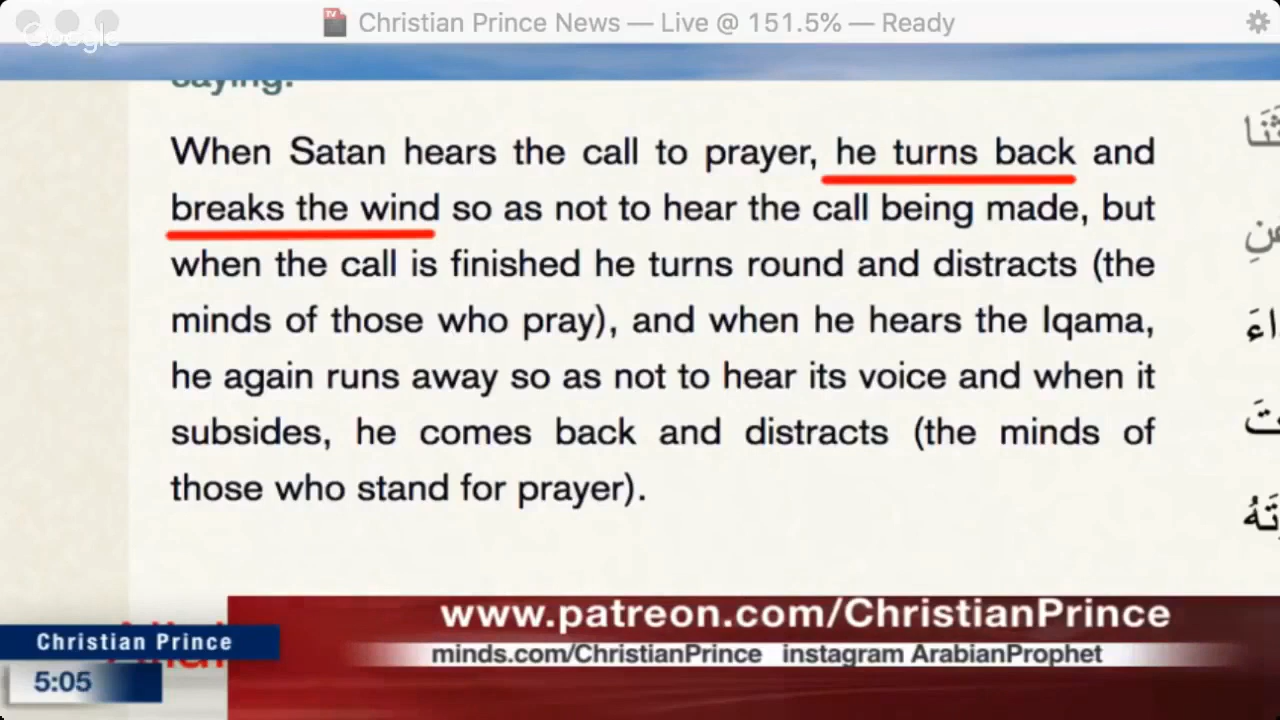 Christian Prince News — Live @ 151.5% — Ready
Google
saying:
When Satan hears the call to prayer, he turns back and
breaks the wind so as not to hear the call being made, but
when the call is finished he turns round and distracts (the
minds of those who pray), and when he hears the Iqama,
he again runs away so as not to hear its voice and when it
subsides, he comes back and distracts (the minds of
those who stand for prayer).
www.patreon.com/ChristianPrince
Christian Prince
minds.com/ChristianPrince instagram ArabianProphet
5:05